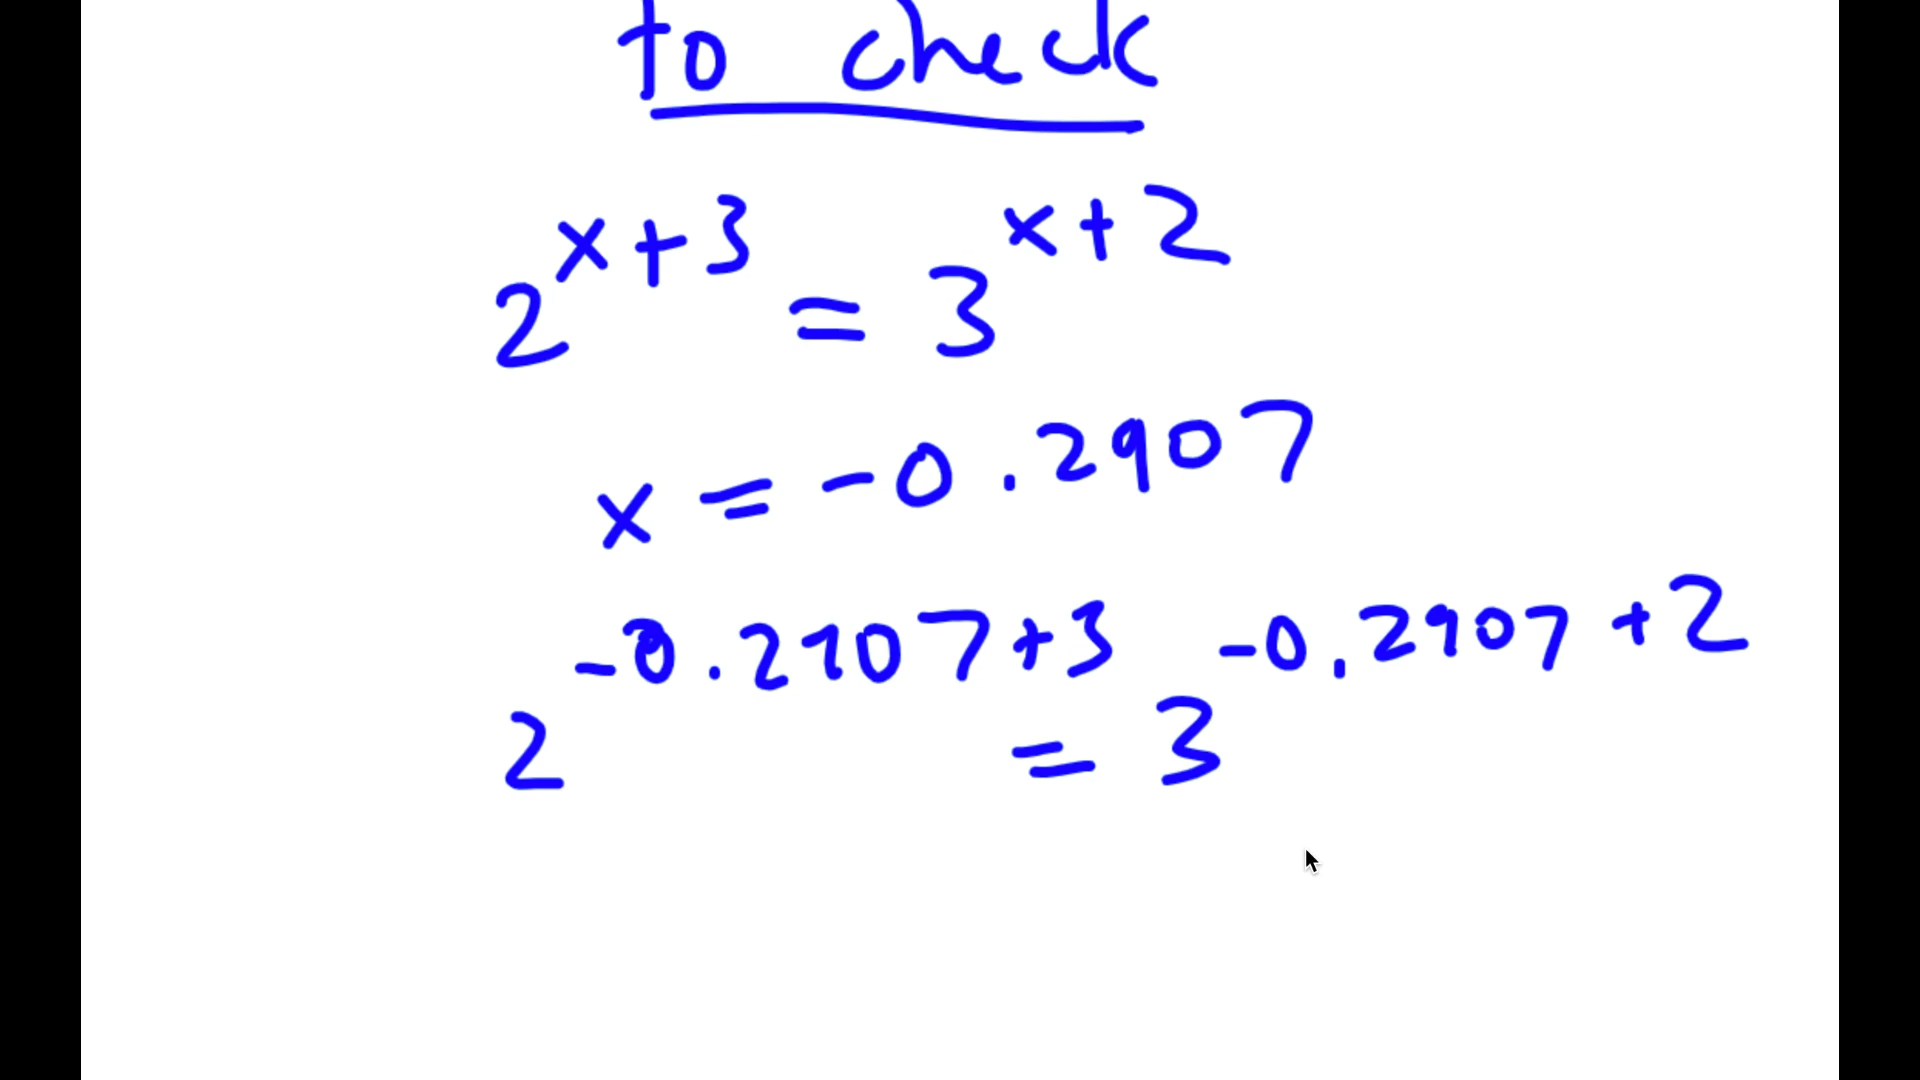 to check
2^{x+3} = 3^{x+2}
x = -0.2907
2^{-0.2907+3} = 3^{-0.2907+2}